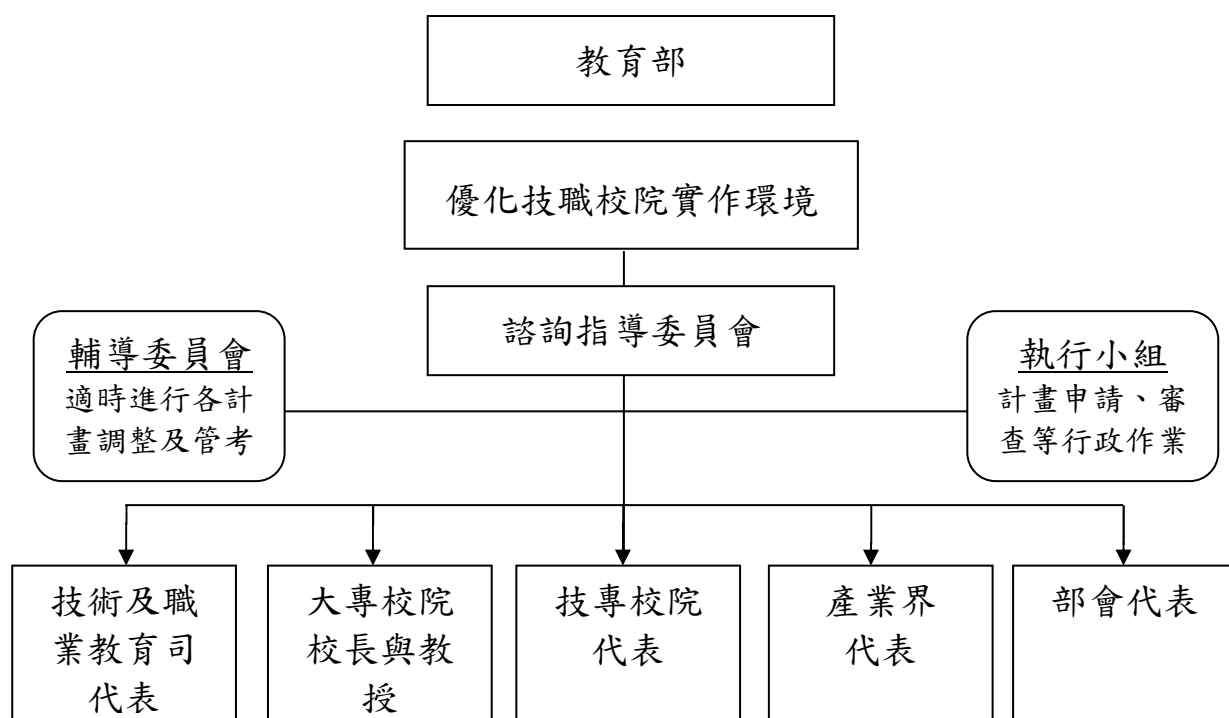 教育部
優化技職校院實作環境
諮詢指導委員會
輔導委員會
適時進行各計
畫調整及管考
執行小組
計畫申請、審
查等行政作業
技術及職
業教育司
代表
大專校院
校長與教
授
技專校院
代表
產業界
代表
部會代表